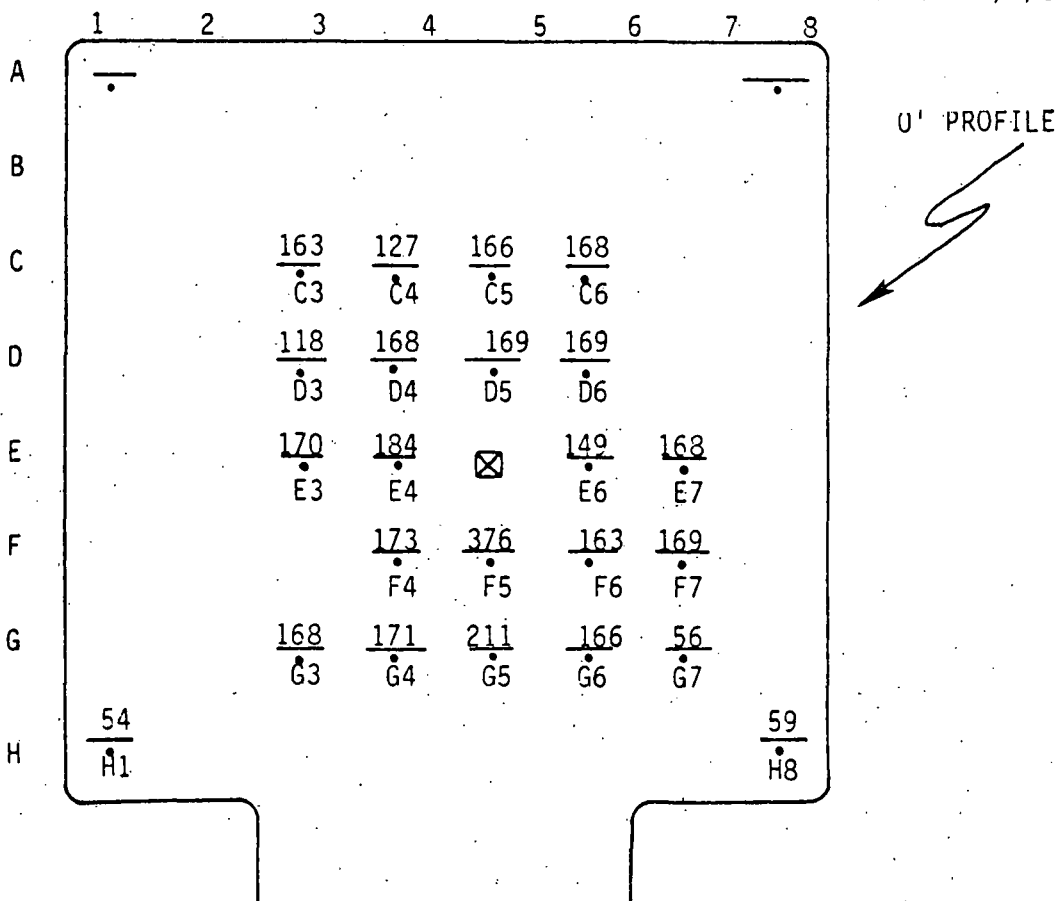 1 2 3 4 5 6 7 8
A
O' PROFILE
B
C 163 127 166 168
C3 C4 C5 C6
D 118 168 169 169
D3 D4 D5 D6
E 170 184 149 168
E3 E4 E6 E7
F 173 376 163 169
F4 F5 F6 F7
G 168 171 211 166 56
G3 G4 G5 G6 G7
54 59
H
H1 H8